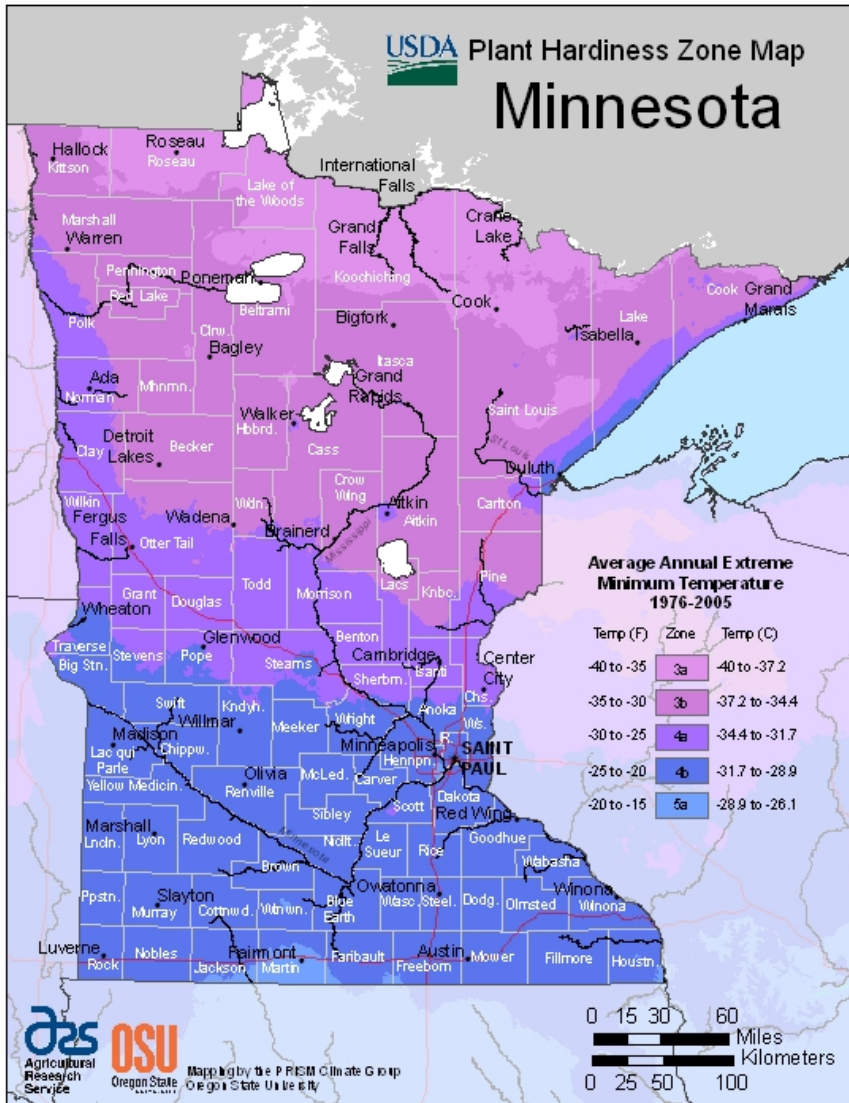 USDA Plant Hardiness Zone Map
Minnesota
Hallock
Kittson
Roseau
Roseau
International
Falls
Lake of
the Woods
Crane
Lake
Grand
Falls
Marshall
Warren
Pennington
Ponemah
Koochiching
Red Lake
Beltrami
Cook
Grand
Marais
Cook
Lake
Polk
Clrw.
Bigfork
Isabella
Bagley
Itasca
Ada
Norman
Mhnmn.
Grand
Rapids
Walker
Hbbrd.
Saint Louis
St Louis
Detroit
Lakes
Clay
Becker
Cass
Duluth
Crow
Wing
Wilkin
Wdn.
Aitkin
Aitkin
Carlton
Fergus
Falls
Wadena
Brainerd
Mississippi
Otter Tail
Pine
Todd
Lacs
Knbc.
Grant
Douglas
Morrison
Wheaton
Traverse
Glenwood
Benton
Big Stn.
Stevens
Pope
Stearns
Cambridge
Isanti
Center
City
Sherbrn.
Chs.
Swift
Kndyh.
Anoka
Meeker
Wright
Ws.
Madison
Willmar
Lac qui
Parle
Chippw.
Minneapolis
R.
SAINT
PAUL
Hennpn.
Olivia
McLed.
Carver
Yellow Medicin.
Renville
Scott
Dakota
Sibley
Red Wing
Marshall
Lncln.
Lyon
Redwood
Minnesota
Nicllt.
Le
Sueur
Rice
Goodhue
Brown
Wabasha
Ppstn.
Slayton
Murray
Cottnwd.
Wtnwn.
Blue
Earth
Owatonna
Wasc.
Steel.
Dodg.
Olmsted
Winona
Winona
Luverne
Rock
Nobles
Jackson
Fairmont
Martin
Faribault
Austin
Freeborn
Mower
Fillmore
Houstn.
Average Annual Extreme
Minimum Temperature
1976-2005
Temp (F) Zone Temp (C)
-40 to -35 3a -40 to -37.2
-35 to -30 3b -37.2 to -34.4
-30 to -25 4a -34.4 to -31.7
-25 to -20 4b -31.7 to -28.9
-20 to -15 5a -28.9 to -26.1
0 15 30 60
Miles
Kilometers
0 25 50 100
ars
Agricultural
Research
Service
OSU
Oregon State
Mapping by the PRISM Climate Group
Oregon State University